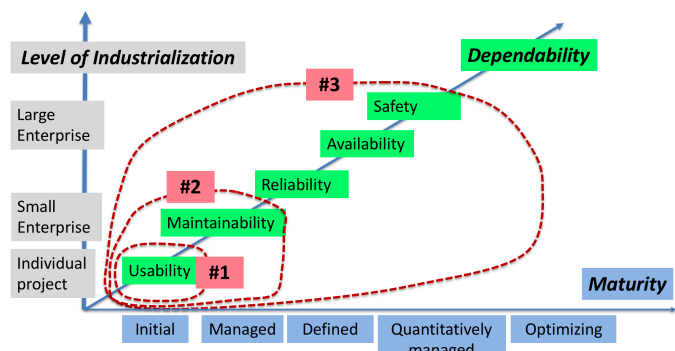 Level of Industrialization
Dependability
#3
Safety
Large
Enterprise
Availability
Reliability
#2
Small
Enterprise
Maintainability
Individual
project
Usability
#1
Maturity
Initial
Managed
Defined
Quantitatively
managed
Optimizing